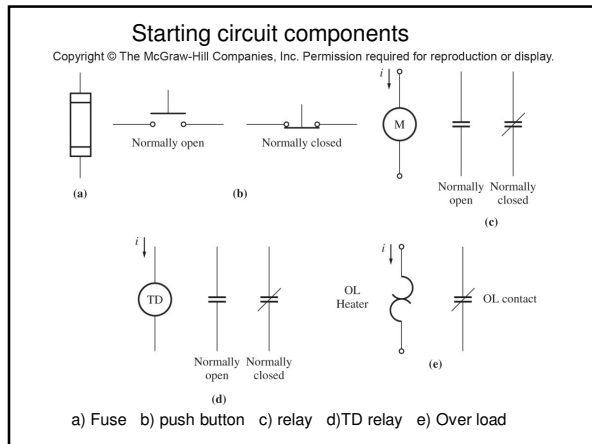 Starting circuit components
Copyright © The McGraw-Hill Companies, Inc. Permission required for reproduction or display.
(a)
Normally open
Normally closed
(b)
i
M
Normally
open
Normally
closed
(c)
i
TD
Normally
open
Normally
closed
(d)
i
OL
Heater
OL contact
(e)
a) Fuse b) push button c) relay d)TD relay e) Over load